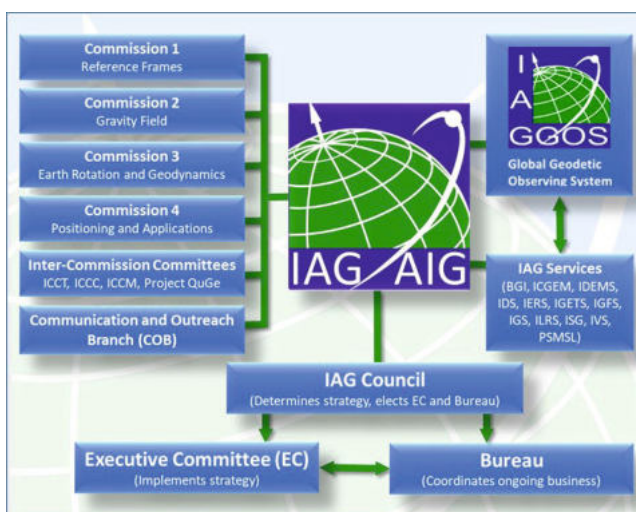 Commission 1
Reference Frames
Commission 2
Gravity Field
Commission 3
Earth Rotation and Geodynamics
Commission 4
Positioning and Applications
Inter-Commission Committees
ICCT, ICCC, ICCM, Project QuGe
Communication and Outreach
Branch (COB)
IAG AIG
I
A
GGOS
Global Geodetic
Observing System
IAG Services
(BGI, ICGEM, IDEMS,
IDS, IERS, IGETS, IGFS,
IGS, ILRS, ISG, IVS,
PSMSL)
IAG Council
(Determines strategy, elects EC and Bureau)
Executive Committee (EC)
(Implements strategy)
Bureau
(Coordinates ongoing business)